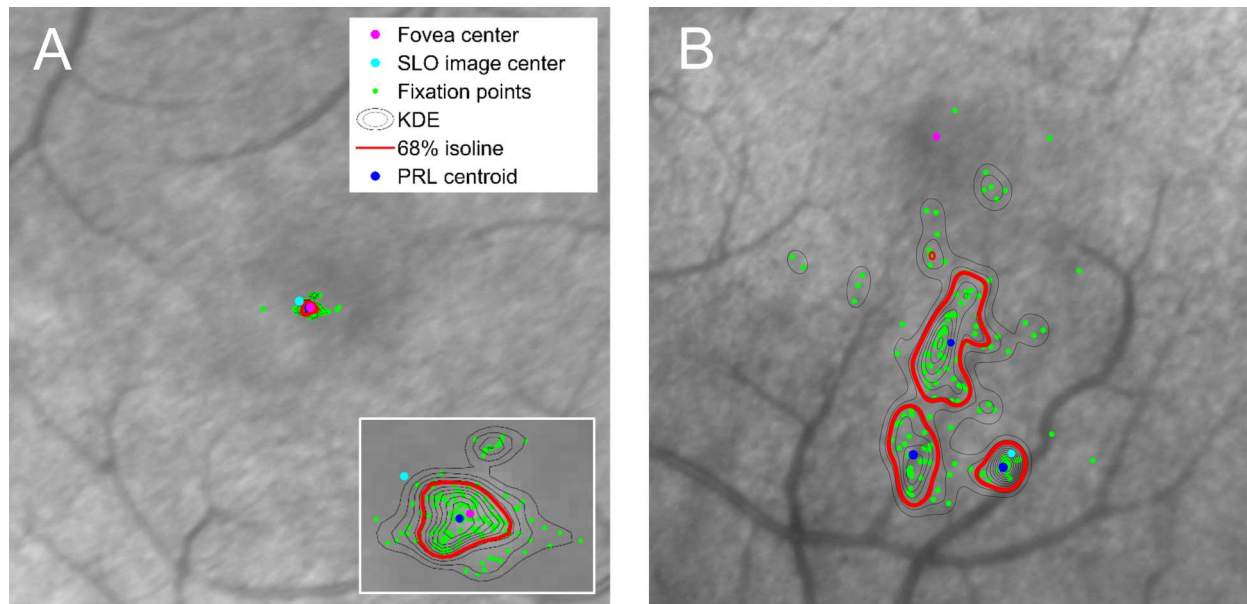 A
Fovea center
SLO image center
Fixation points
KDE
68% isoline
PRL centroid
B